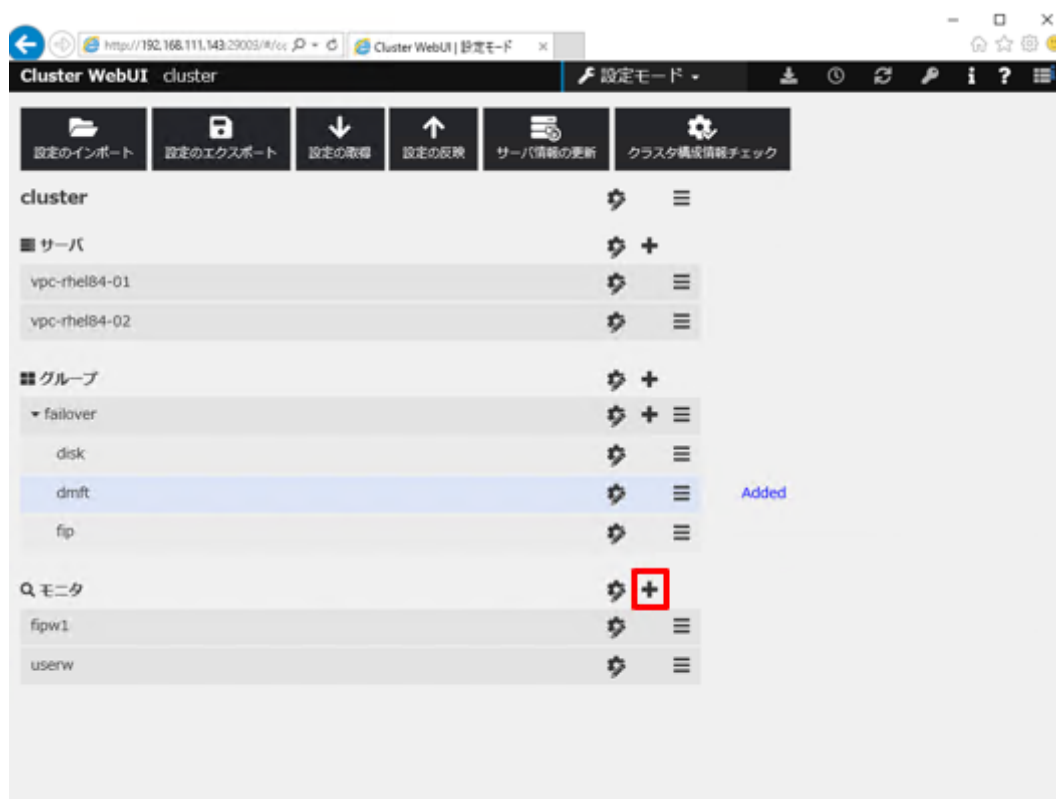 http://192.168.111.143:29003/#/cc
Cluster WebUI | 設定モード
Cluster WebUI cluster
設定モード
設定のインポート 設定のエクスポート 設定の取得 設定の反映 サーバ情報の更新 クラスタ構成情報チェック
cluster
サーバ
vpc-rhel84-01
vpc-rhel84-02
グループ
failover
disk
dmft Added
fip
モニタ
fipw1
userw